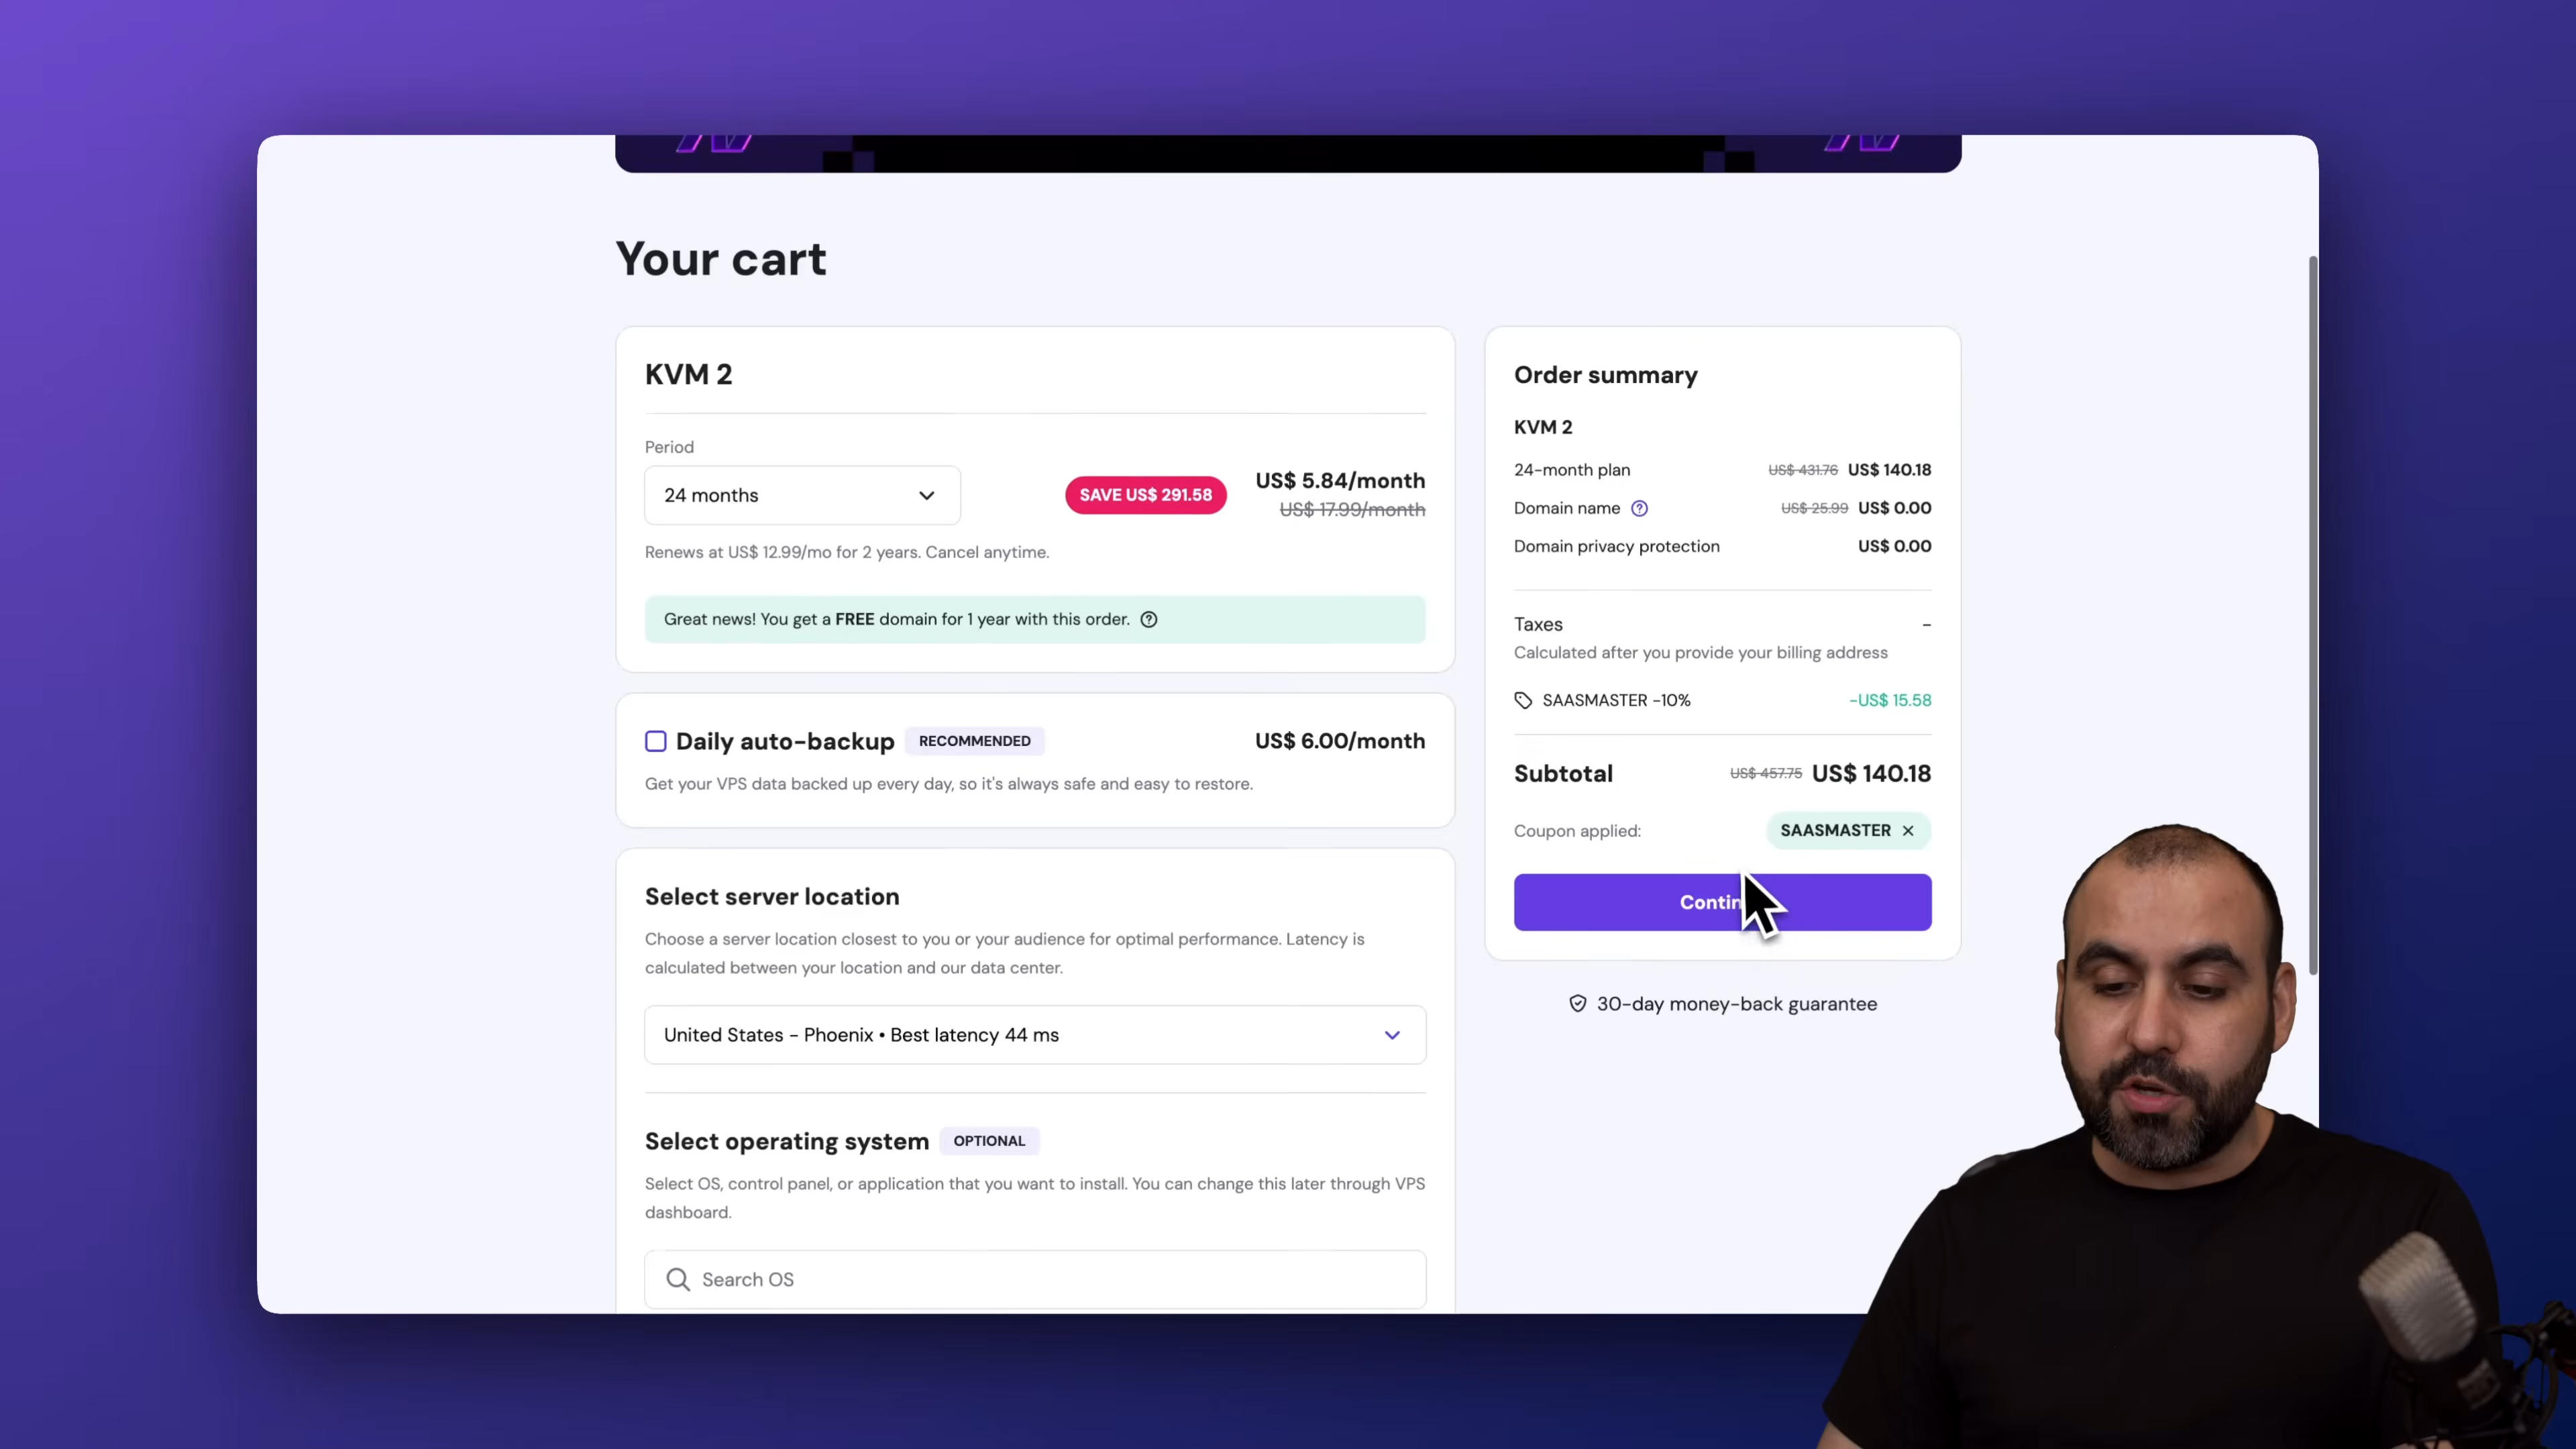 Your cart
KVM 2
Period
24 months
SAVE US$ 291.58
US$ 5.84/month
US$ 17.99/month
Renews at US$ 12.99/mo for 2 years. Cancel anytime.
Great news! You get a FREE domain for 1 year with this order.
Daily auto-backup
RECOMMENDED
US$ 6.00/month
Get your VPS data backed up every day, so it's always safe and easy to restore.
Select server location
Choose a server location closest to you or your audience for optimal performance. Latency is
calculated between your location and our data center.
United States - Phoenix • Best latency 44 ms
Select operating system
OPTIONAL
Select OS, control panel, or application that you want to install. You can change this later through VPS
dashboard.
Search OS
Order summary
KVM 2
24-month plan US$ 431.76 US$ 140.18
Domain name US$ 25.99 US$ 0.00
Domain privacy protection US$ 0.00
Taxes -
Calculated after you provide your billing address
SAASMASTER -10% -US$ 15.58
Subtotal US$ 457.75 US$ 140.18
Coupon applied: SAASMASTER
30-day money-back guarantee